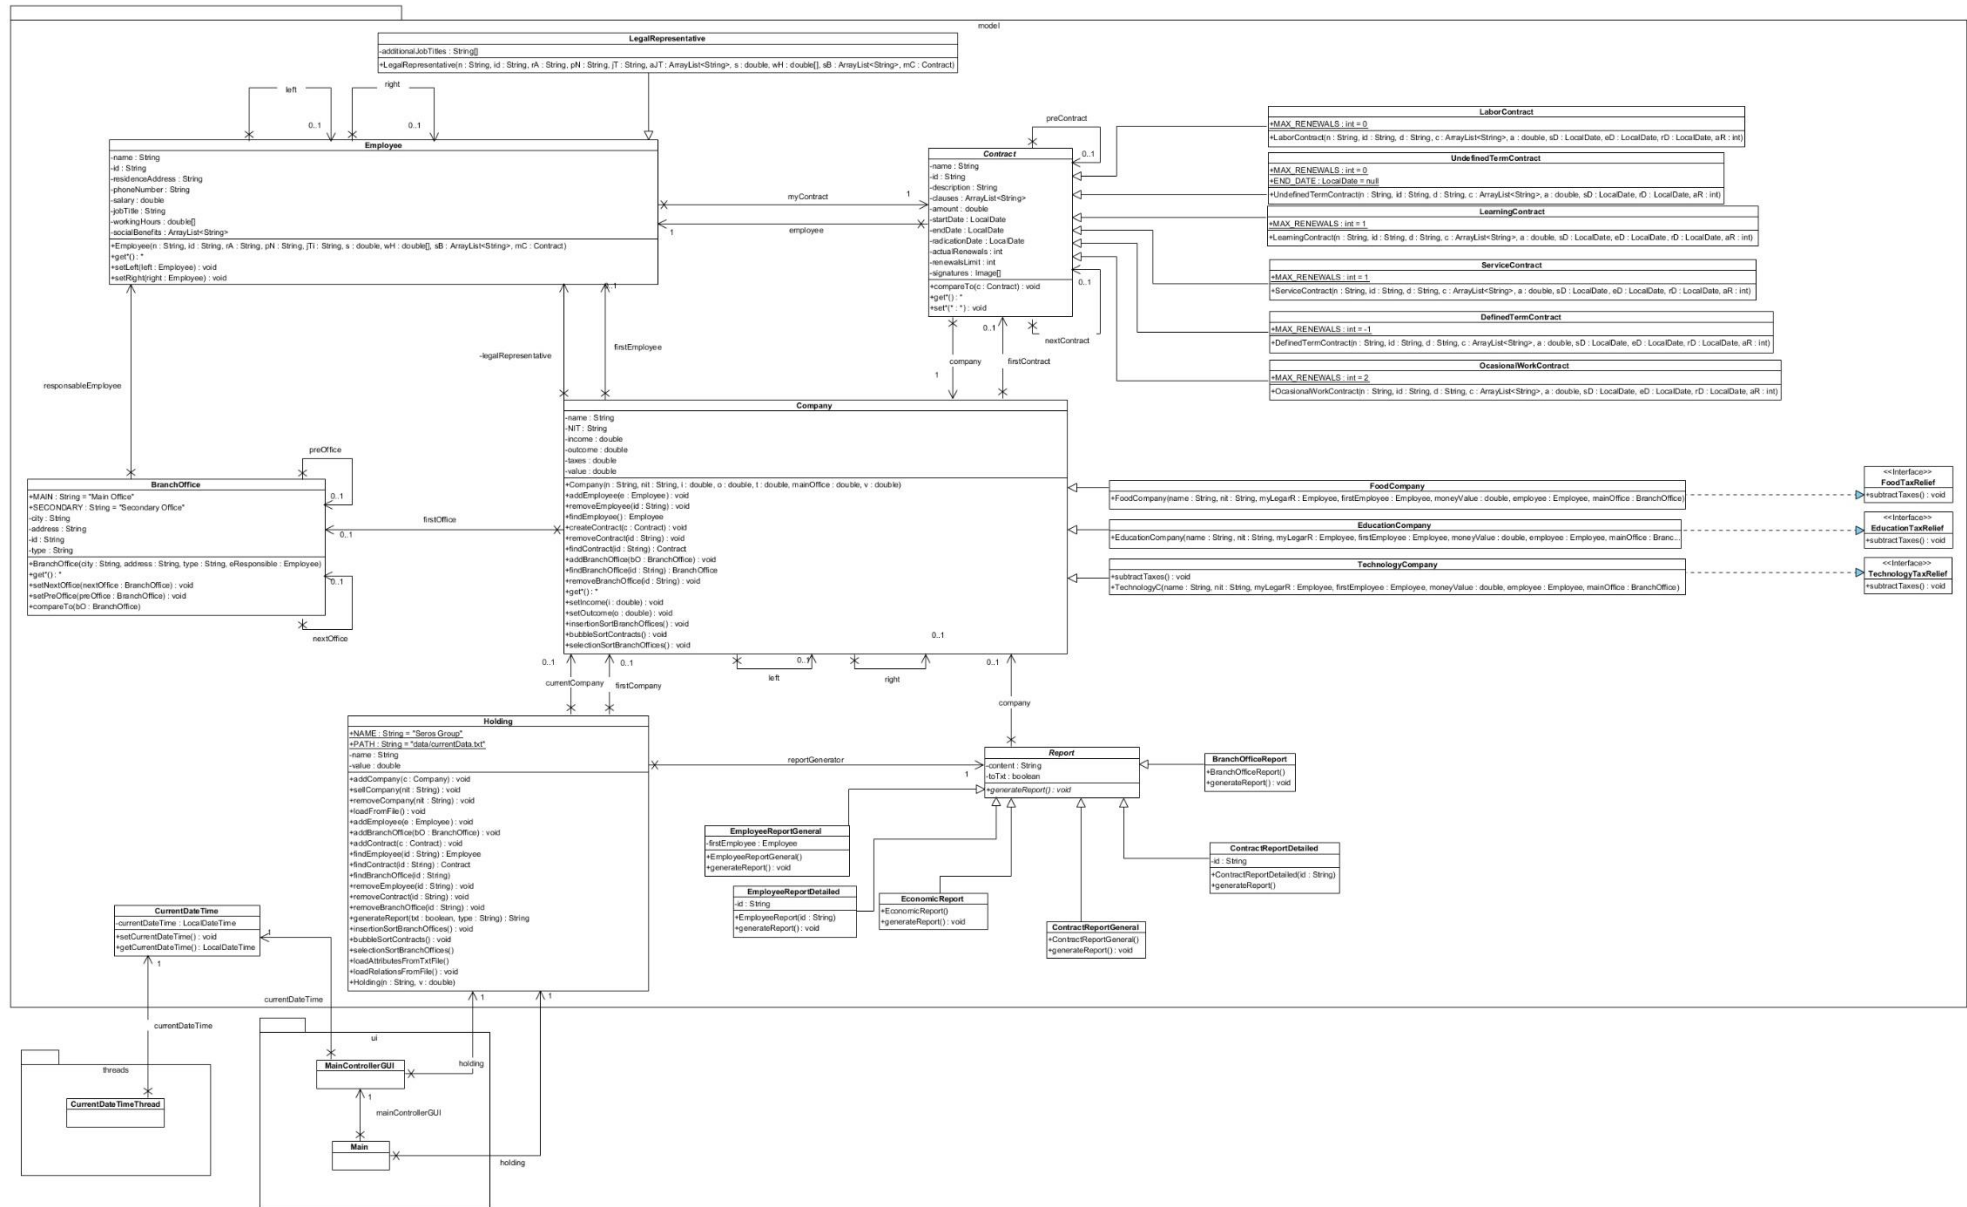 model
LegalRepresentative
-additionalJobTitles : String[]
+LegalRepresentative(n : String, id : String, rA : String, pN : String, jT : String, aJT : ArrayList<String>, s : double, wH : double[], sB : ArrayList<String>, mC : Contract)
left
right
0..1
0..1
Employee
-name : String
-id : String
-residenceAddress : String
-phoneNumber : String
-salary : double
-jobTitle : String
-workingHours : double[]
-socialBenefits : ArrayList<String>
+Employee(n : String, id : String, rA : String, pN : String, jTi : String, s : double, wH : double[], sB : ArrayList<String>, mC : Contract)
+get*() : *
+setLeft(left : Employee) : void
+setRight(right : Employee) : void
myContract
1
employee
1
preContract
0..1
Contract
-name : String
-id : String
-description : String
-clauses : ArrayList<String>
-amount : double
-startDate : LocalDate
-endDate : LocalDate
-radicationDate : LocalDate
-actualRenewals : int
-renewalsLimit : int
-signatures : Image[]
+compareTo(c : Contract) : void
+get*() : *
+set*(* : *) : void
0..1
nextContract
LaborContract
+MAX_RENEWALS : int = 0
+LaborContract(n : String, id : String, d : String, c : ArrayList<String>, a : double, sD : LocalDate, eD : LocalDate, rD : LocalDate, aR : int)
UndefinedTermContract
+MAX_RENEWALS : int = 0
+END_DATE : LocalDate = null
+UndefinedTermContract(n : String, id : String, d : String, c : ArrayList<String>, a : double, sD : LocalDate, rD : LocalDate, aR : int)
LearningContract
+MAX_RENEWALS : int = 1
+LearningContract(n : String, id : String, d : String, c : ArrayList<String>, a : double, sD : LocalDate, eD : LocalDate, rD : LocalDate, aR : int)
ServiceContract
+MAX_RENEWALS : int = 1
+ServiceContract(n : String, id : String, d : String, c : ArrayList<String>, a : double, sD : LocalDate, eD : LocalDate, rD : LocalDate, aR : int)
DefinedTermContract
+MAX_RENEWALS : int = -1
+DefinedTermContract(n : String, id : String, d : String, c : ArrayList<String>, a : double, sD : LocalDate, eD : LocalDate, rD : LocalDate, aR : int)
OcasionalWorkContract
+MAX_RENEWALS : int = 2
+OcasionalWorkContract(n : String, id : String, d : String, c : ArrayList<String>, a : double, sD : LocalDate, eD : LocalDate, rD : LocalDate, aR : int)
0..1
-legalRepresentative
firstEmployee
0..1
company
firstContract
1
responsableEmployee
preOffice
0..1
BranchOffice
+MAIN : String = "Main Office"
+SECONDARY : String = "Secondary Office"
-city : String
-address : String
-id : String
-type : String
+BranchOffice(city : String, address : String, type : String, eResponsible : Employee)
+get*() : *
+setNextOffice(nextOffice : BranchOffice) : void
+setPreOffice(preOffice : BranchOffice) : void
+compareTo(bO : BranchOffice)
firstOffice
0..1
0..1
nextOffice
Company
-name : String
-NIT : String
-income : double
-outcome : double
-taxes : double
-value : double
+Company(n : String, nit : String, i : double, o : double, t : double, mainOffice : double, v : double)
+addEmployee(e : Employee) : void
+removeEmployee(id : String) : void
+findEmployee() : Employee
+createContract(c : Contract) : void
+removeContract(id : String) : void
+findContract(id : String) : Contract
+addBranchOffice(bO : BranchOffice) : void
+findBranchOffice(id : String) : BranchOffice
+removeBranchOffice(id : String) : void
+get*() : *
+setIncome(i : double) : void
+setOutcome(o : double) : void
+insertionSortBranchOffices() : void
+bubbleSortContracts() : void
+selectionSortBranchOffices() : void
0..1
0..1
0..1
0..1
0..1
left
right
FoodCompany
+FoodCompany(name : String, nit : String, myLegarR : Employee, firstEmployee : Employee, moneyValue : double, employee : Employee, mainOffice : BranchOffice)
EducationCompany
+EducationCompany(name : String, nit : String, myLegarR : Employee, firstEmployee : Employee, moneyValue : double, employee : Employee, mainOffice : Branc...
TechnologyCompany
+subtractTaxes() : void
+TechnologyC(name : String, nit : String, myLegarR : Employee, firstEmployee : Employee, moneyValue : double, employee : Employee, mainOffice : BranchOffice)
<<Interface>>
FoodTaxRelief
+subtractTaxes() : void
<<Interface>>
EducationTaxRelief
+subtractTaxes() : void
<<Interface>>
TechnologyTaxRelief
+subtractTaxes() : void
currentCompany
firstCompany
company
Holding
+NAME : String = "Seros Group"
+PATH : String = "data/currentData.txt"
-name : String
-value : double
+addCompany(c : Company) : void
+sellCompany(nit : String) : void
+removeCompany(nit : String) : void
+loadFromFile() : void
+addEmployee(e : Employee) : void
+addBranchOffice(bO : BranchOffice) : void
+addContract(c : Contract) : void
+findEmployee(id : String) : Employee
+findContract(id : String) : Contract
+findBranchOffice(id : String)
+removeEmployee(id : String) : void
+removeContract(id : String) : void
+removeBranchOffice(id : String) : void
+generateReport(txt : boolean, type : String) : String
+insertionSortBranchOffices() : void
+bubbleSortContracts() : void
+selectionSortBranchOffices()
+loadAttributesFromTxtFile()
+loadRelationsFromFile() : void
+Holding(n : String, v : double)
reportGenerator
1
Report
-content : String
-toTxt : boolean
+generateReport() : void
BranchOfficeReport
+BranchOfficeReport()
+generateReport() : void
EmployeeReportGeneral
-firstEmployee : Employee
+EmployeeReportGeneral()
+generateReport() : void
ContractReportDetailed
-id : String
+ContractReportDetailed(id : String)
+generateReport()
EmployeeReportDetailed
-id : String
+EmployeeReport(id : String)
+generateReport() : void
EconomicReport
+EconomicReport()
+generateReport() : void
ContractReportGeneral
+ContractReportGeneral()
+generateReport() : void
CurrentDateTime
-currentDateTime : LocalDateTime
+setCurrentDateTime() : void
+getCurrentDateTime() : LocalDateTime
1
1
currentDateTime
1
1
currentDateTime
ui
MainControllerGUI
holding
1
mainControllerGUI
Main
holding
threads
CurrentDateTimeThread